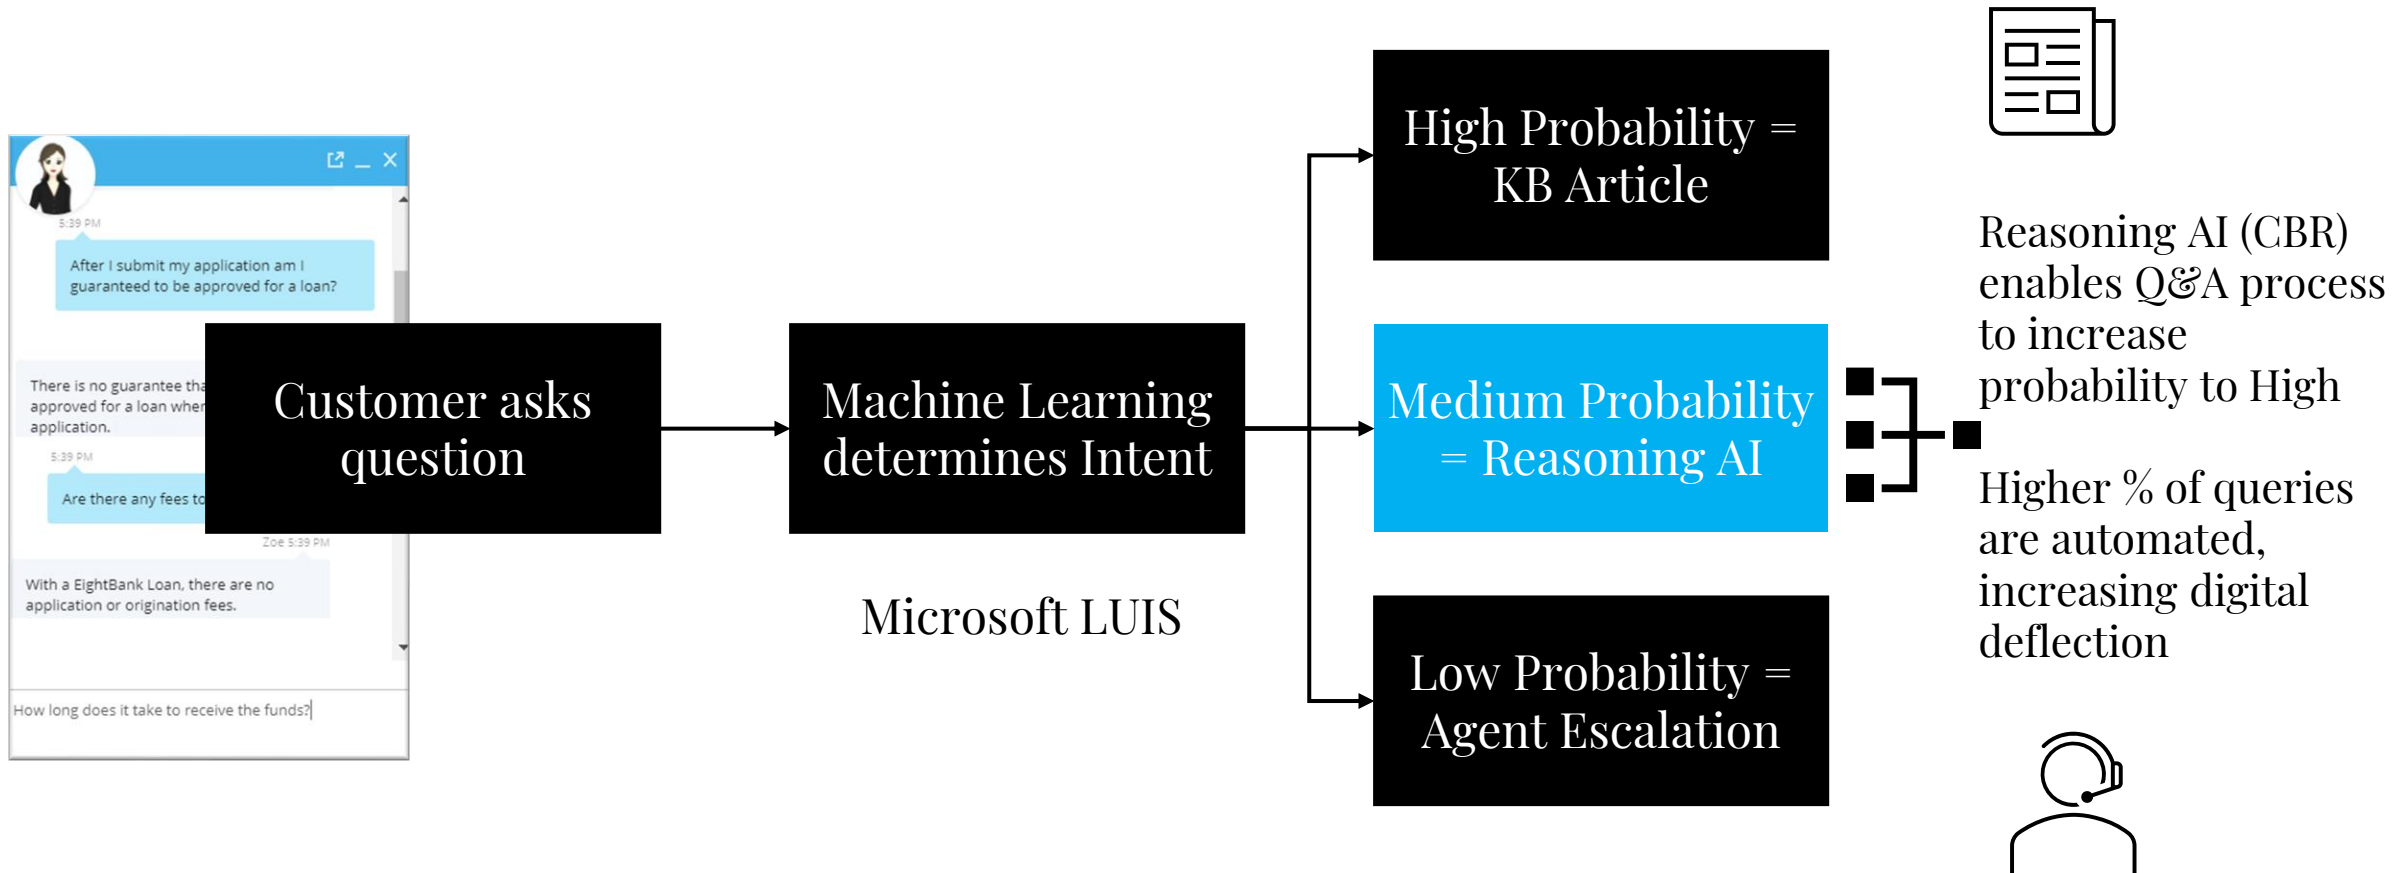 5:39 PM
After I submit my application am I
guaranteed to be approved for a loan?
There is no guarantee
approved for a loan
application.
5:39 PM
Are there any fees to
Zoe 5:39 PM
With a EightBank Loan, there are no
application or origination fees.
How long does it take to receive the funds?
Customer asks
question
Machine Learning
determines Intent
Microsoft LUIS
High Probability =
KB Article
Medium Probability
= Reasoning AI
Low Probability =
Agent Escalation
Reasoning AI (CBR)
enables Q&A process
to increase
probability to High
Higher % of queries
are automated,
increasing digital
deflection